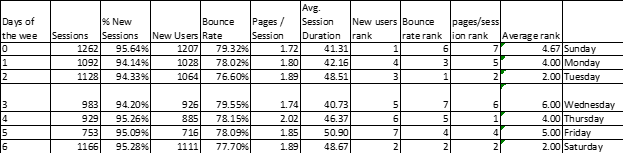 Days of the wee | Sessions | % New Sessions | New Users | Bounce Rate | Pages / Session | Avg. Session Duration | New users rank | Bounce rate rank | pages/session rank | Average rank
0 | 1262 | 95.64% | 1207 | 79.32% | 1.72 | 41.31 | 1 | 6 | 7 | 4.67 | Sunday
1 | 1092 | 94.14% | 1028 | 78.02% | 1.80 | 42.16 | 4 | 3 | 5 | 4.00 | Monday
2 | 1128 | 94.33% | 1064 | 76.60% | 1.89 | 48.51 | 3 | 1 | 2 | 2.00 | Tuesday
3 | 983 | 94.20% | 926 | 79.55% | 1.74 | 40.73 | 5 | 7 | 6 | 6.00 | Wednesday
4 | 929 | 95.26% | 885 | 78.15% | 2.02 | 46.37 | 6 | 5 | 1 | 4.00 | Thursday
5 | 753 | 95.09% | 716 | 78.09% | 1.85 | 50.90 | 7 | 4 | 4 | 5.00 | Friday
6 | 1166 | 95.28% | 1111 | 77.70% | 1.89 | 48.67 | 2 | 2 | 2 | 2.00 | Saturday